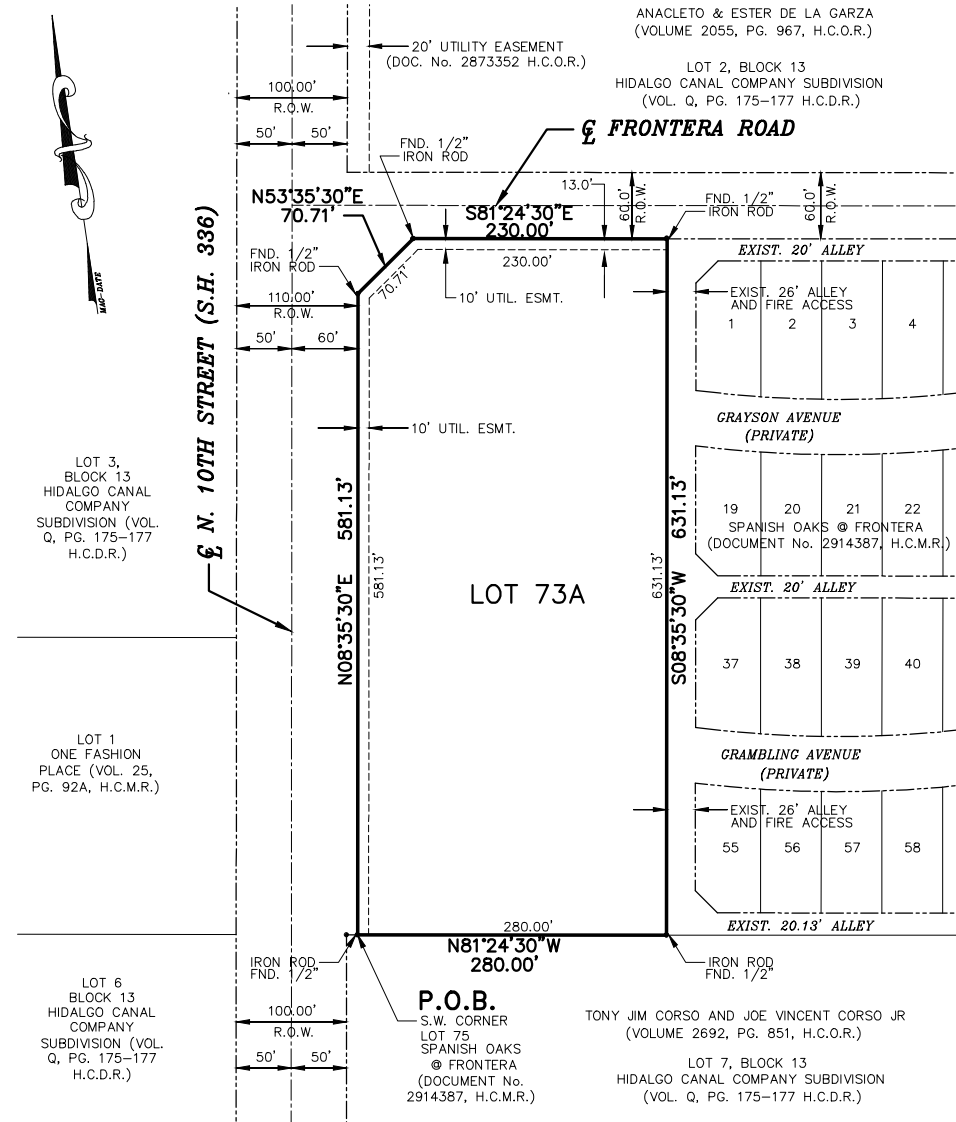 ANACLETO & ESTER DE LA GARZA
(VOLUME 2055, PG. 967, H.C.O.R.)
LOT 2, BLOCK 13
HIDALGO CANAL COMPANY SUBDIVISION
(VOL. Q, PG. 175-177 H.C.D.R.)
20' UTILITY EASEMENT
(DOC. No. 2873352 H.C.O.R.)
100.00'
R.O.W.
50'
50'
℄ FRONTERA ROAD
FND. 1/2"
IRON ROD
N53°35'30"E
70.71'
13.0'
60.0'
R.O.W.
60.0'
R.O.W.
S81°24'30"E
230.00'
FND. 1/2"
IRON ROD
FND. 1/2"
IRON ROD
230.00'
70.71'
EXIST. 20' ALLEY
10' UTIL. ESMT.
EXIST. 26' ALLEY
AND FIRE ACCESS
110.00'
R.O.W.
50'
60'
1
2
3
4
MAG-DATE
℄ N. 10TH STREET (S.H. 336)
10' UTIL. ESMT.
GRAYSON AVENUE
(PRIVATE)
LOT 3,
BLOCK 13
HIDALGO CANAL
COMPANY
SUBDIVISION (VOL.
Q, PG. 175-177
H.C.D.R.)
19
20
21
22
SPANISH OAKS @ FRONTERA
(DOCUMENT No. 2914387, H.C.M.R.)
N08°35'30"E 581.13'
581.13'
LOT 73A
631.13'
S08°35'30"W 631.13'
EXIST. 20' ALLEY
37
38
39
40
LOT 1
ONE FASHION
PLACE (VOL. 25,
PG. 92A, H.C.M.R.)
GRAMBLING AVENUE
(PRIVATE)
EXIST. 26' ALLEY
AND FIRE ACCESS
55
56
57
58
280.00'
N81°24'30"W
280.00'
EXIST. 20.13' ALLEY
IRON ROD
FND. 1/2"
IRON ROD
FND. 1/2"
LOT 6
BLOCK 13
HIDALGO CANAL
COMPANY
SUBDIVISION (VOL.
Q, PG. 175-177
H.C.D.R.)
100.00'
R.O.W.
50'
50'
P.O.B.
S.W. CORNER
LOT 75
SPANISH OAKS
@ FRONTERA
(DOCUMENT No.
2914387, H.C.M.R.)
TONY JIM CORSO AND JOE VINCENT CORSO JR
(VOLUME 2692, PG. 851, H.C.O.R.)
LOT 7, BLOCK 13
HIDALGO CANAL COMPANY SUBDIVISION
(VOL. Q, PG. 175-177 H.C.D.R.)